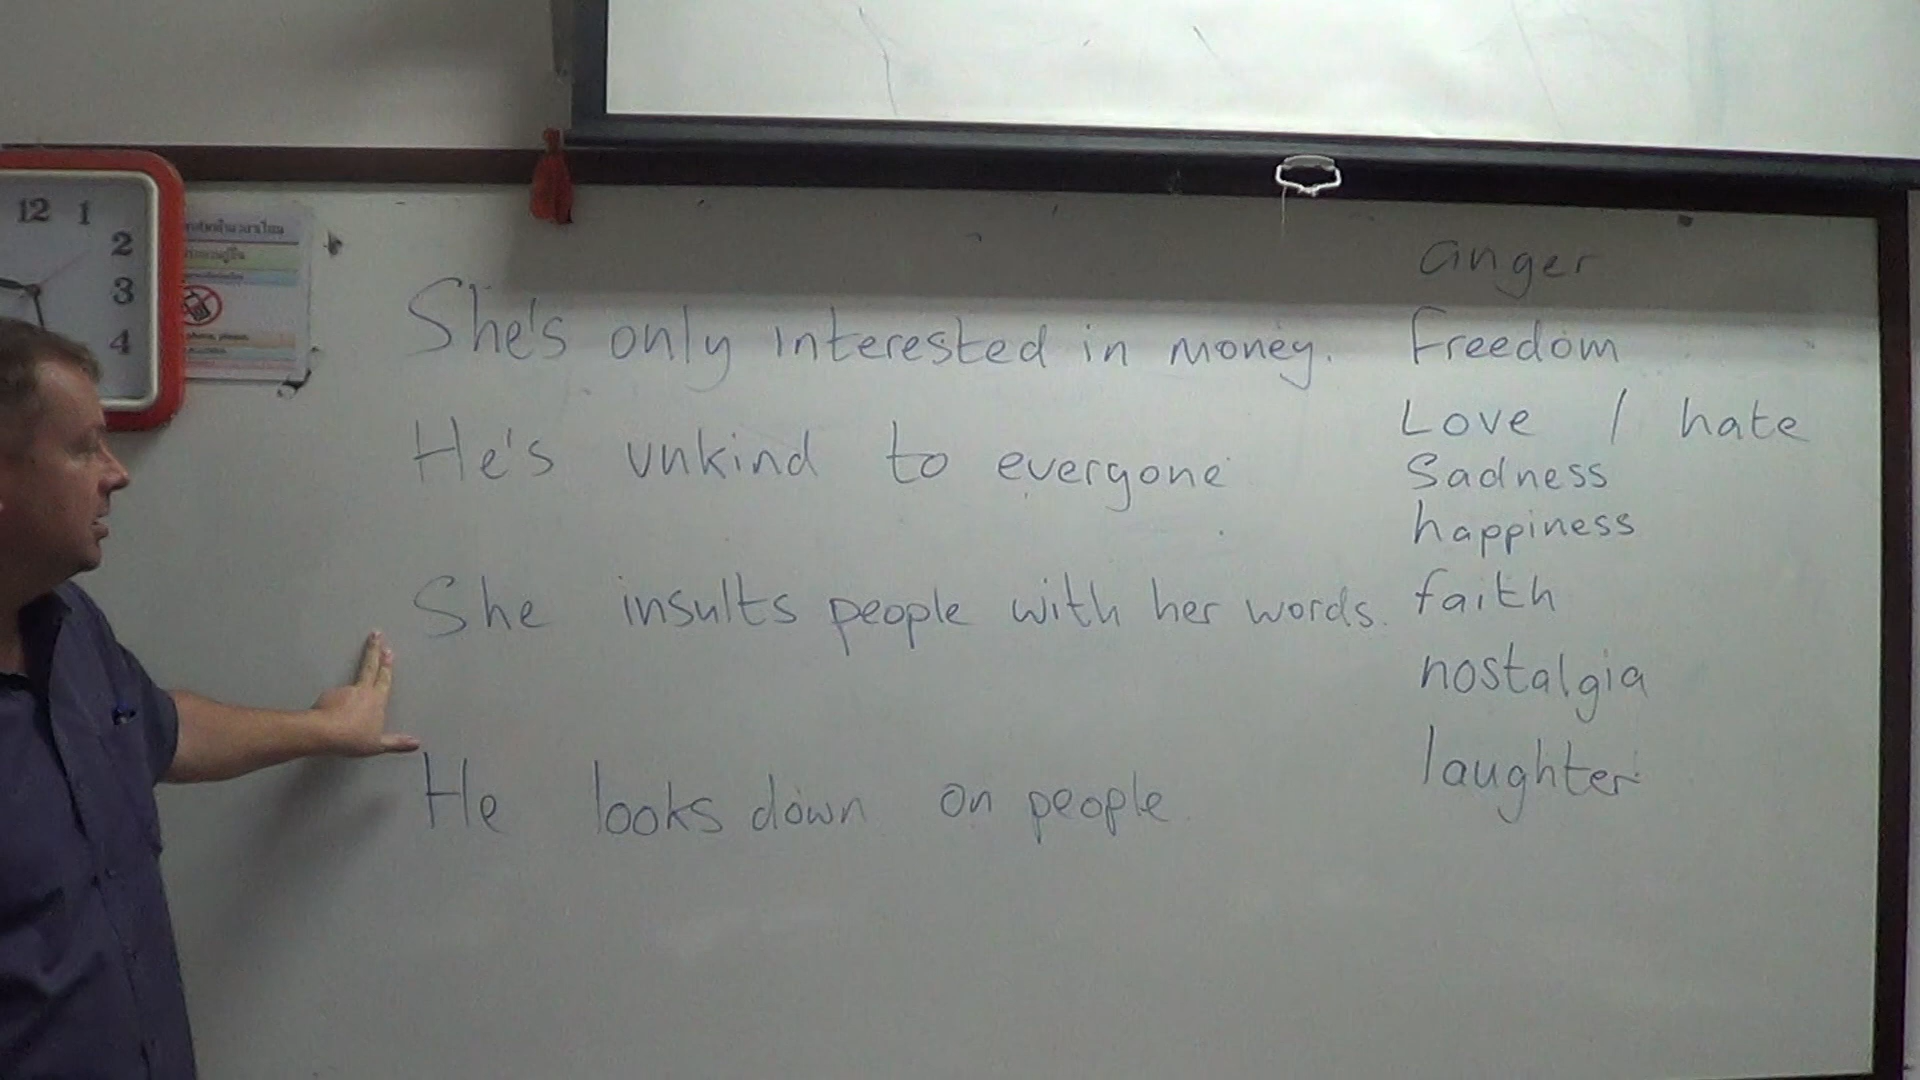 12 1
2
3
4
anger
She's only interested in money.
Freedom
Love / hate
He's unkind to everyone
Sadness
happiness
She insults people with her words.
faith
nostalgia
He looks down on people
laughter